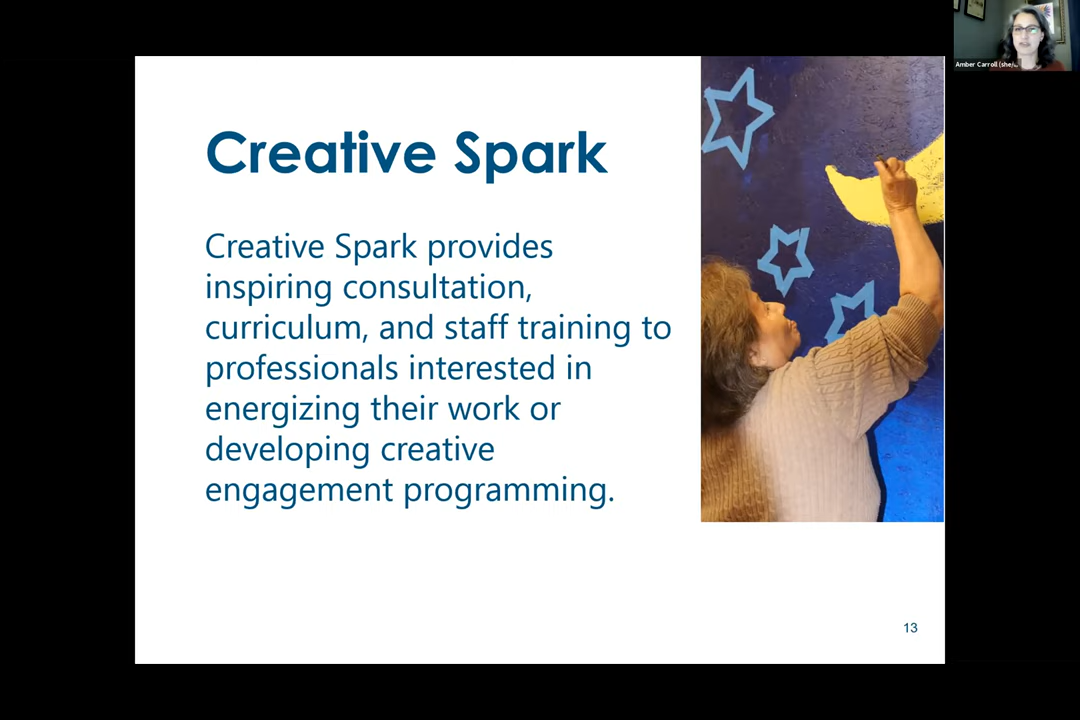 Amber Carroll (she/...
Creative Spark
Creative Spark provides
inspiring consultation,
curriculum, and staff training to
professionals interested in
energizing their work or
developing creative
engagement programming.
13